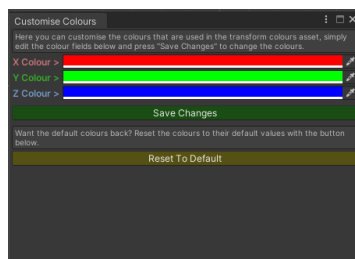 Customise Colours
Here you can customise the colours that are used in the transform colours asset, simply
edit the colour fields below and press "Save Changes" to change the colours.
X Colour >
Y Colour >
Z Colour >
Save Changes
Want the default colours back? Reset the colours to their default values with the button
below.
Reset To Default